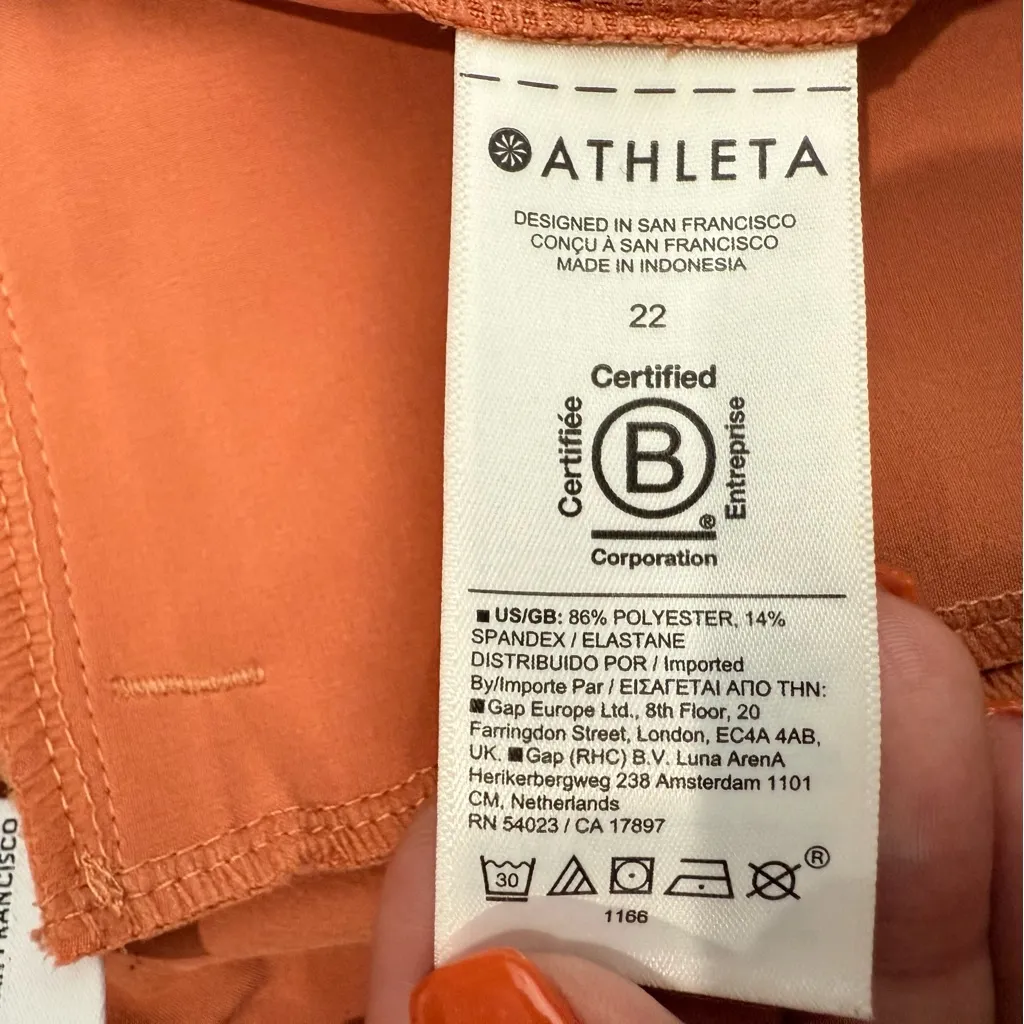 ATHLETA
DESIGNED IN SAN FRANCISCO
CONÇU À SAN FRANCISCO
MADE IN INDONESIA
22
Certified
Certifiée
B
Entreprise
®
Corporation
US/GB: 86% POLYESTER, 14%
SPANDEX / ELASTANE
DISTRIBUIDO POR / Imported
By/Importe Par / ΕΙΣΑΓΕΤΑΙ ΑΠΟ ΤΗΝ:
Gap Europe Ltd., 8th Floor, 20
Farringdon Street, London, EC4A 4AB,
UK. Gap (RHC) B.V. Luna ArenA
Herikerbergweg 238 Amsterdam 1101
CM, Netherlands
RN 54023 / CA 17897
30 ®
1166
FRANCISCO